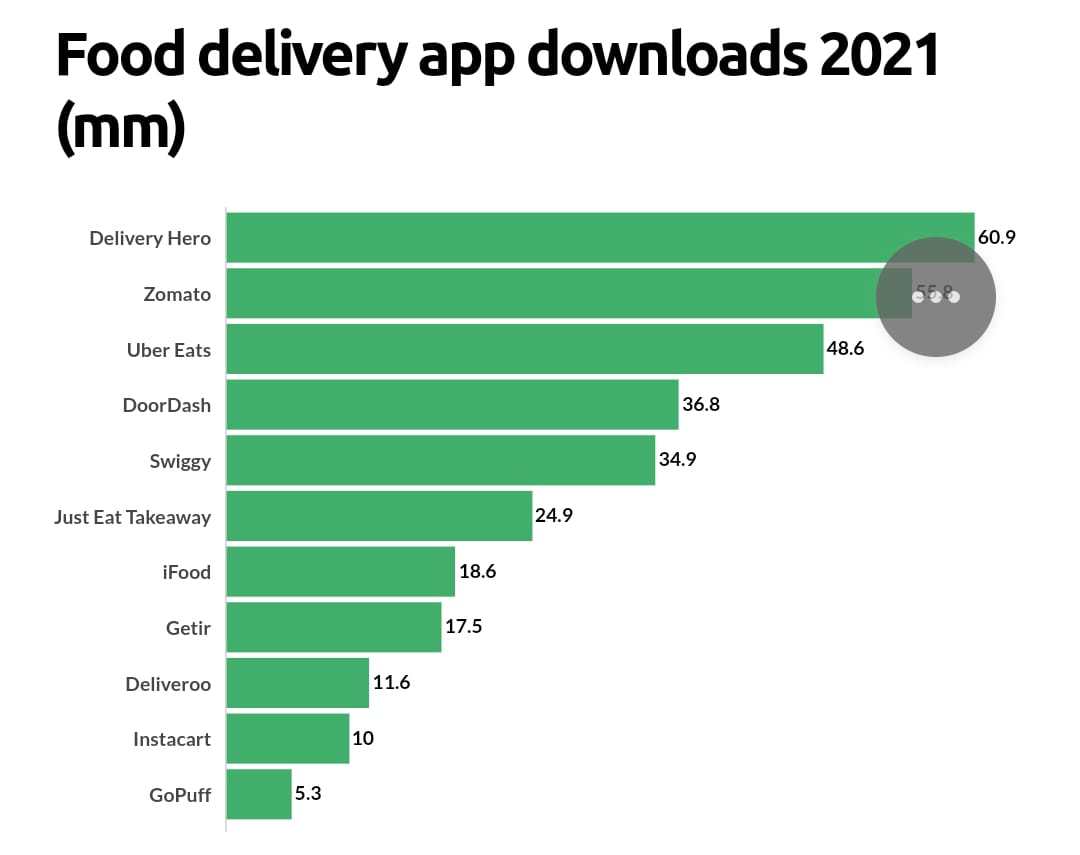 Food delivery app downloads 2021
(mm)
Delivery Hero 60.9
Zomato 55.8
Uber Eats 48.6
DoorDash 36.8
Swiggy 34.9
Just Eat Takeaway 24.9
iFood 18.6
Getir 17.5
Deliveroo 11.6
Instacart 10
GoPuff 5.3